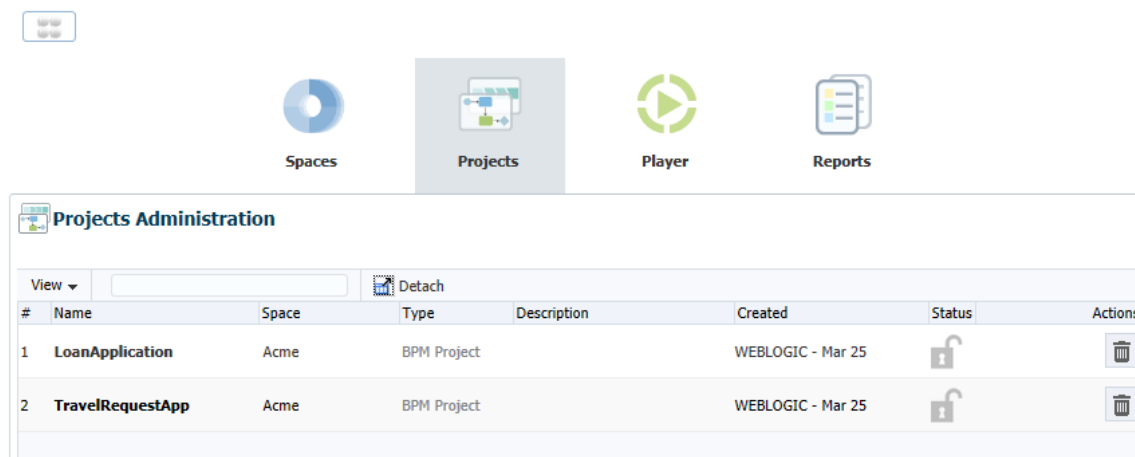 Spaces Projects Player Reports
Projects Administration
View Detach
# Name Space Type Description Created Status Actions
1 LoanApplication Acme BPM Project WEBLOGIC - Mar 25
2 TravelRequestApp Acme BPM Project WEBLOGIC - Mar 25